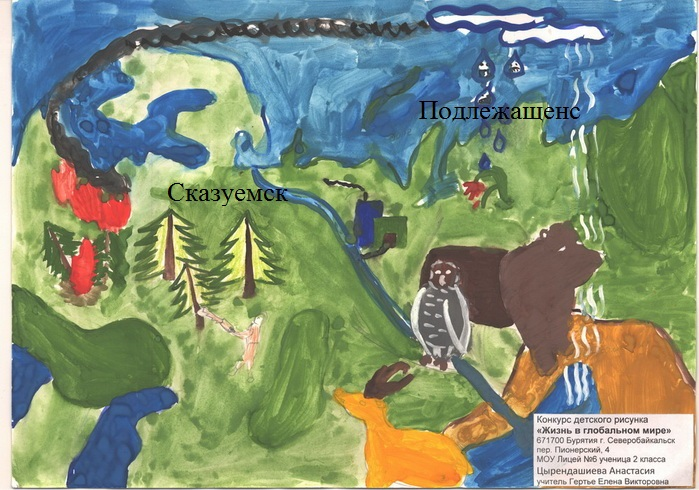 Подлежащенс
Сказуемск
Конкурс детского рисунка
«Жизнь в глобальном мире»
671700 Бурятия г. Северобайкальск
пер. Пионерский, 4
МОУ Лицей №6 ученица 2 класса
Цырендашиева Анастасия
учитель Гертье Елена Викторовна